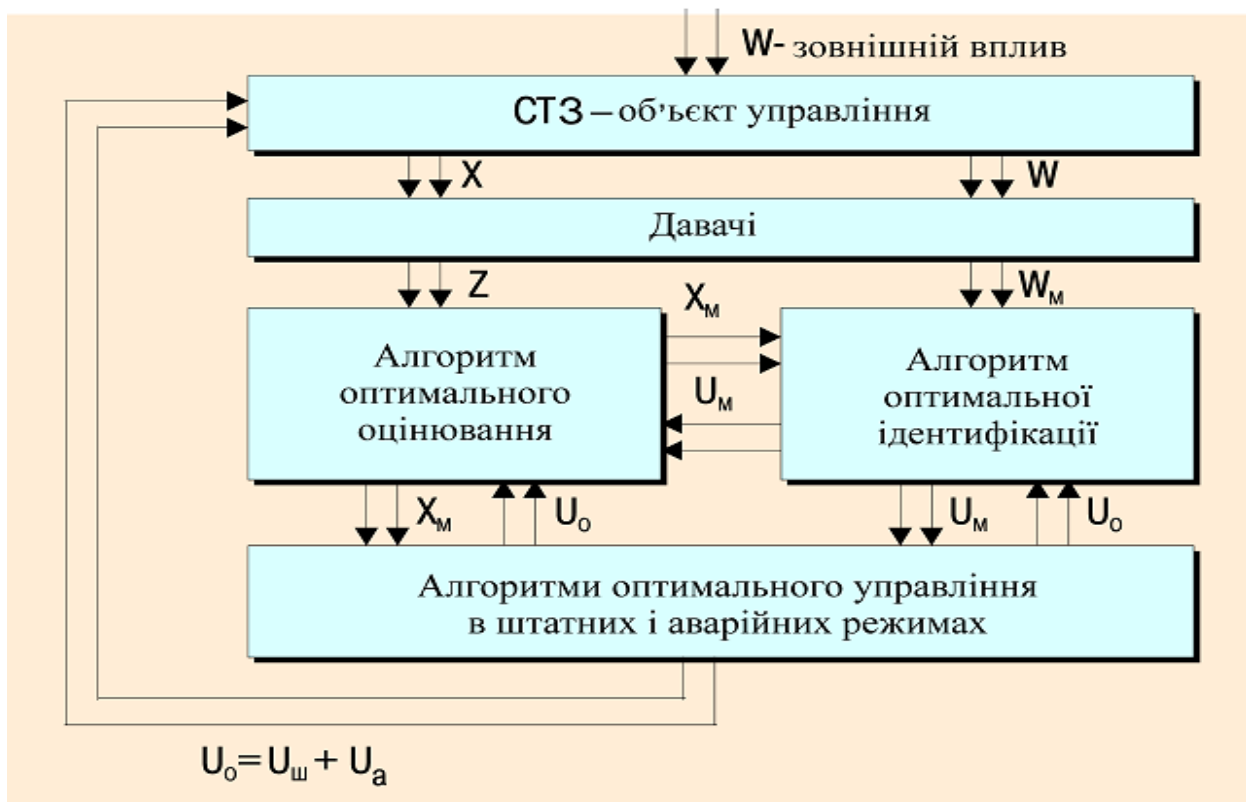 W- зовнішній вплив
СТЗ – об'ьєкт управління
X
W
Давачі
Z
Wм
Xм
Алгоритм
оптимального
оцінювання
Uм
Алгоритм
оптимальної
ідентифікації
Xм
Uо
Uм
Uо
Алгоритми оптимального управління
в штатних і аварійних режимах
Uо= Uш + Uа